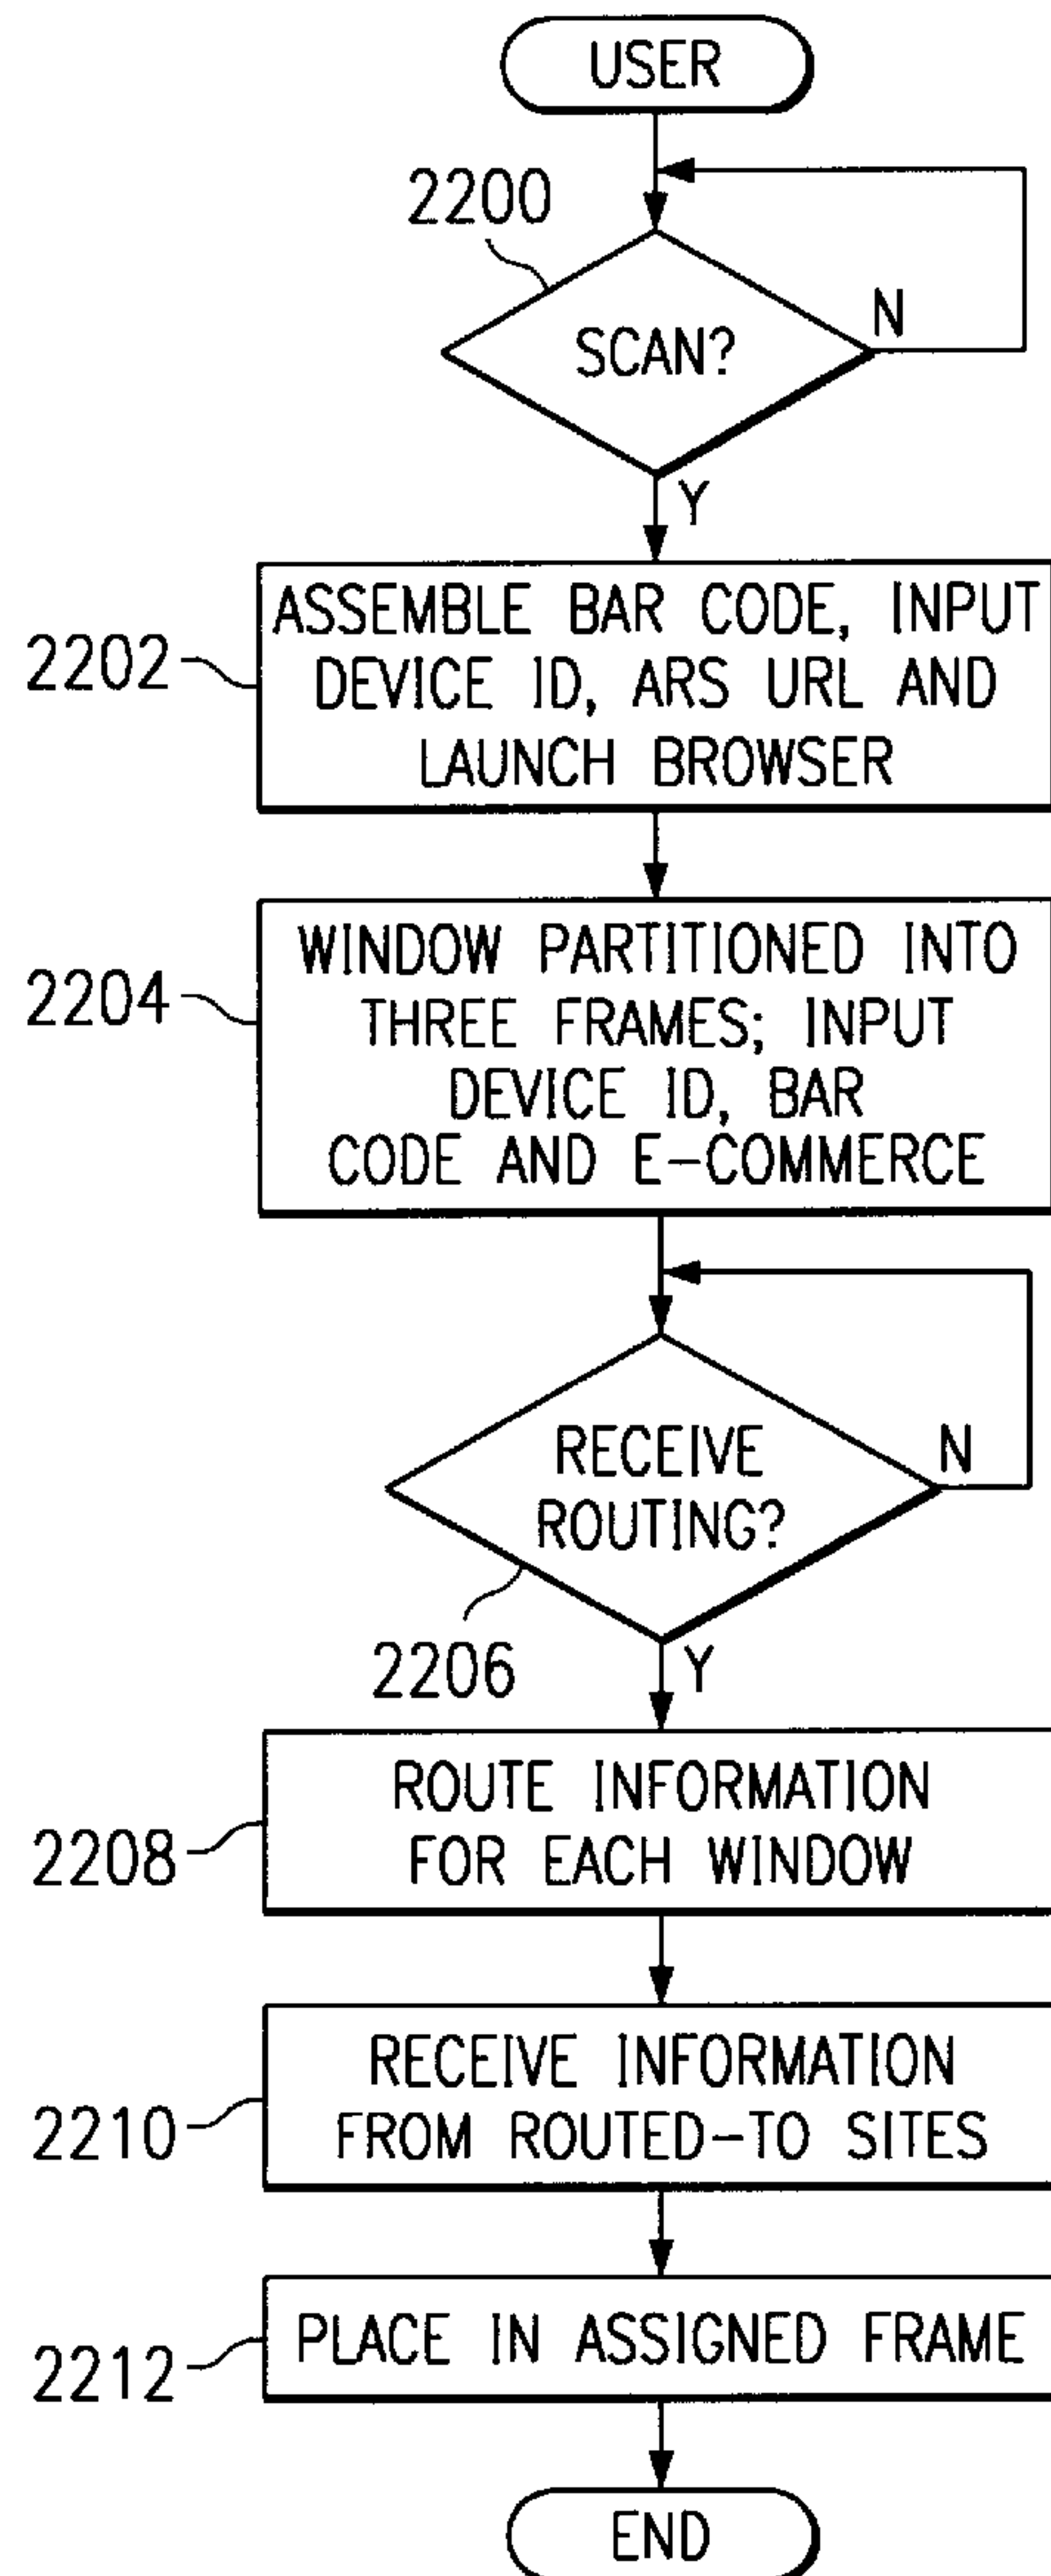 USER
2200
SCAN?
N
Y
2202
ASSEMBLE BAR CODE, INPUT
DEVICE ID, ARS URL AND
LAUNCH BROWSER
2204
WINDOW PARTITIONED INTO
THREE FRAMES; INPUT
DEVICE ID, BAR
CODE AND E-COMMERCE
RECEIVE
ROUTING?
N
2206
Y
2208
ROUTE INFORMATION
FOR EACH WINDOW
2210
RECEIVE INFORMATION
FROM ROUTED-TO SITES
2212
PLACE IN ASSIGNED FRAME
END